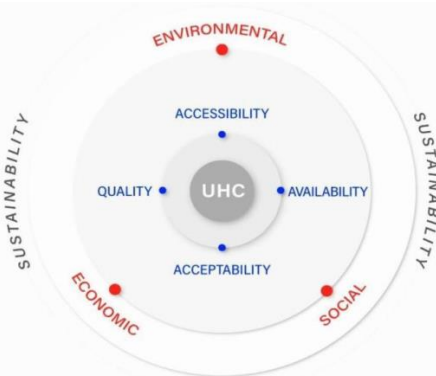 ENVIRONMENTAL
SUSTAINABILITY
SUSTAINABILITY
ACCESSIBILITY
QUALITY
UHC
AVAILABILITY
ACCEPTABILITY
ECONOMIC
SOCIAL